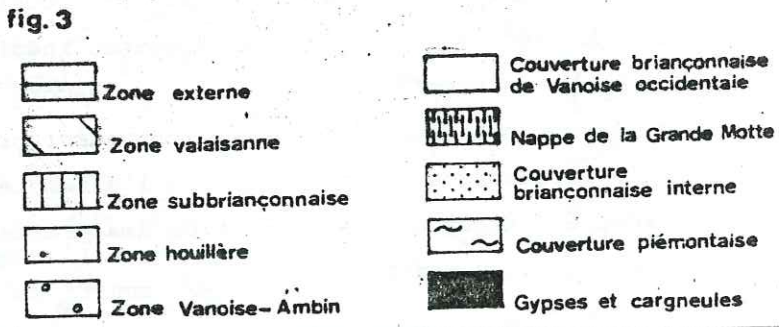 fig. 3
Zone externe
Zone valaisanne
Zone subbriançonnaise
Zone houillère
Zone Vanoise-Ambin
Couverture briançonnaise
de Vanoise occidentaie
Nappe de la Grande Motte
Couverture
briançonnaise interne
Couverture piémontaise
Gypses et cargneules